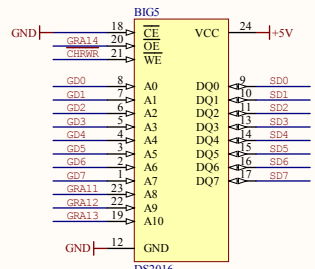 BIG5
GND 18 CE VCC 24 +5V
GRA14 20 OE
CHRWR 21 WE
GD0 8 A0 DQ0 9 SD0
GD1 7 A1 DQ1 10 SD1
GD2 6 A2 DQ2 11 SD2
GD3 5 A3 DQ3 13 SD3
GD4 4 A4 DQ4 14 SD4
GD5 3 A5 DQ5 15 SD5
GD6 2 A6 DQ6 16 SD6
GD7 1 A7 DQ7 17 SD7
GRA11 23 A8
GRA12 22 A9
GRA13 19 A10
GND 12 GND
DS2016